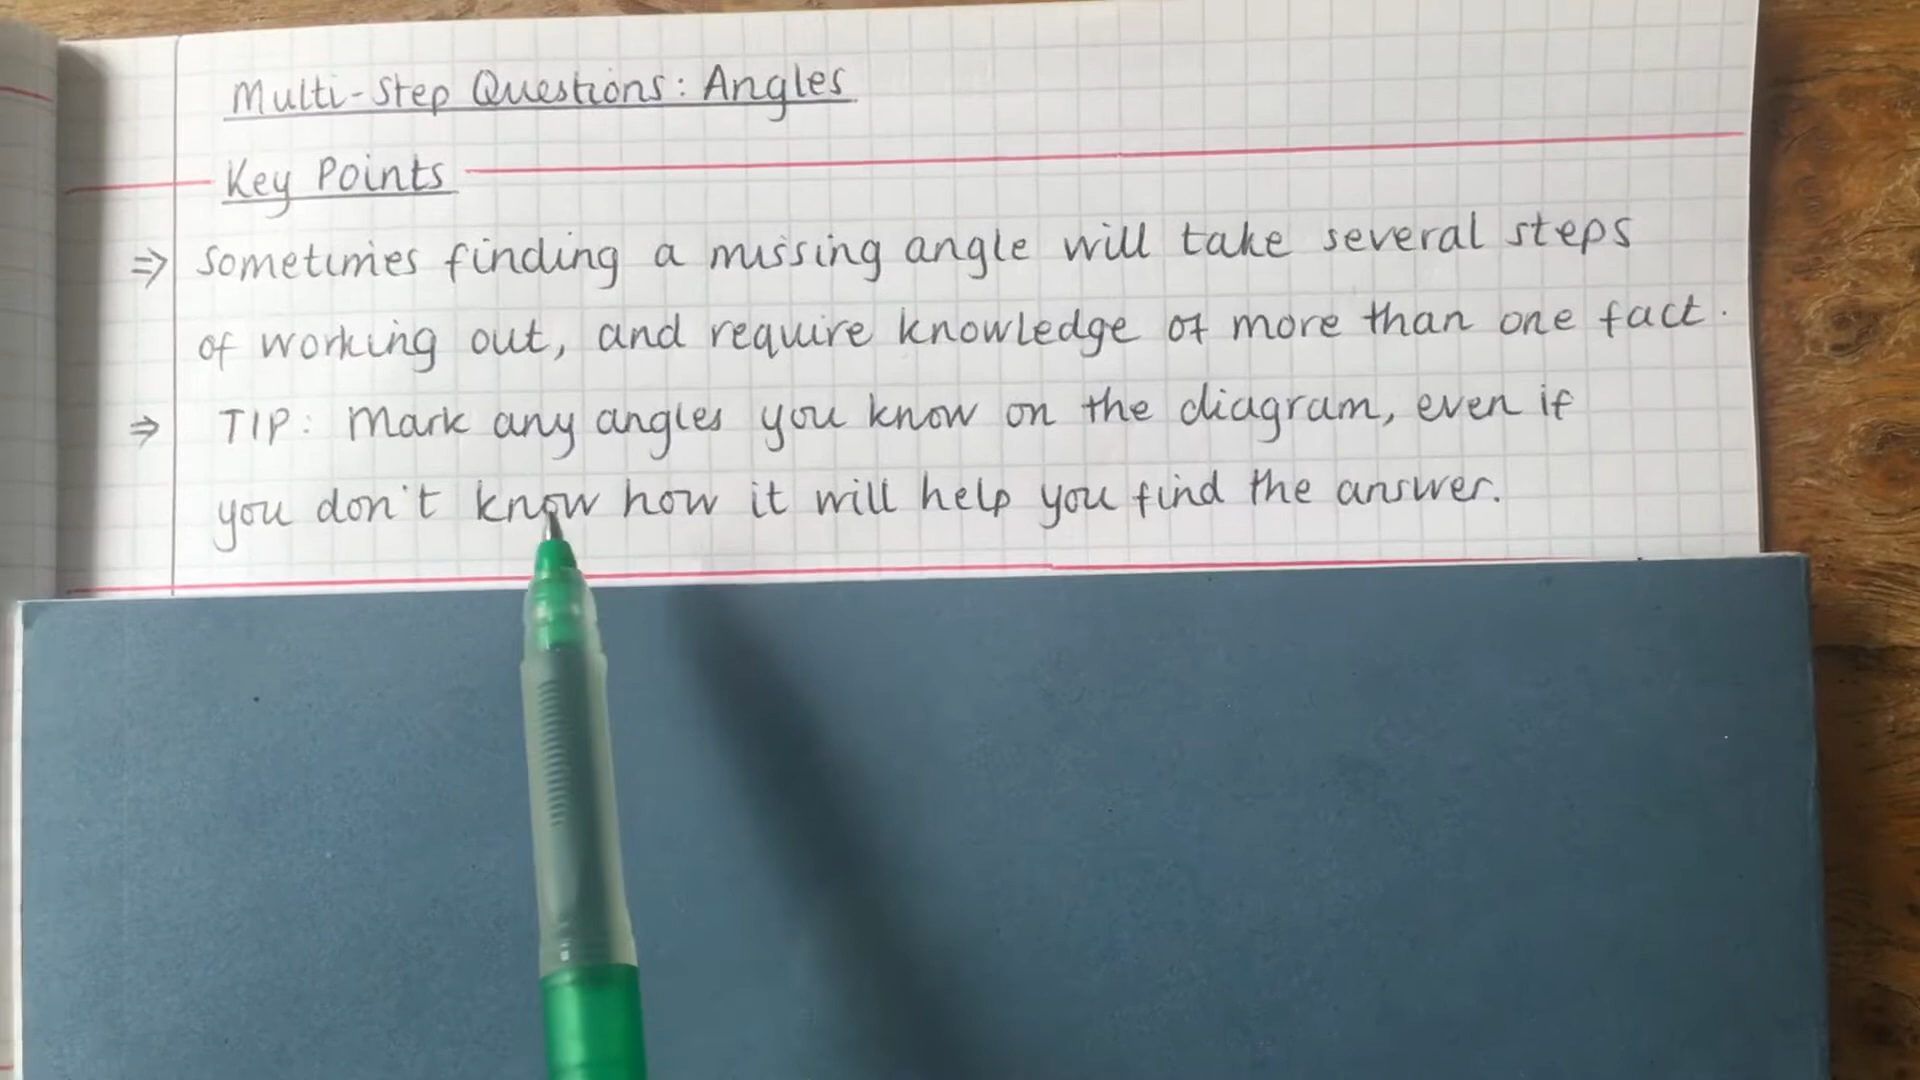 Multi-Step Questions: Angles
Key Points
⇒ Sometimes finding a missing angle will take several steps
of working out, and require knowledge of more than one fact.
⇒ TIP: Mark any angles you know on the diagram, even if
you don't know how it will help you find the answer.